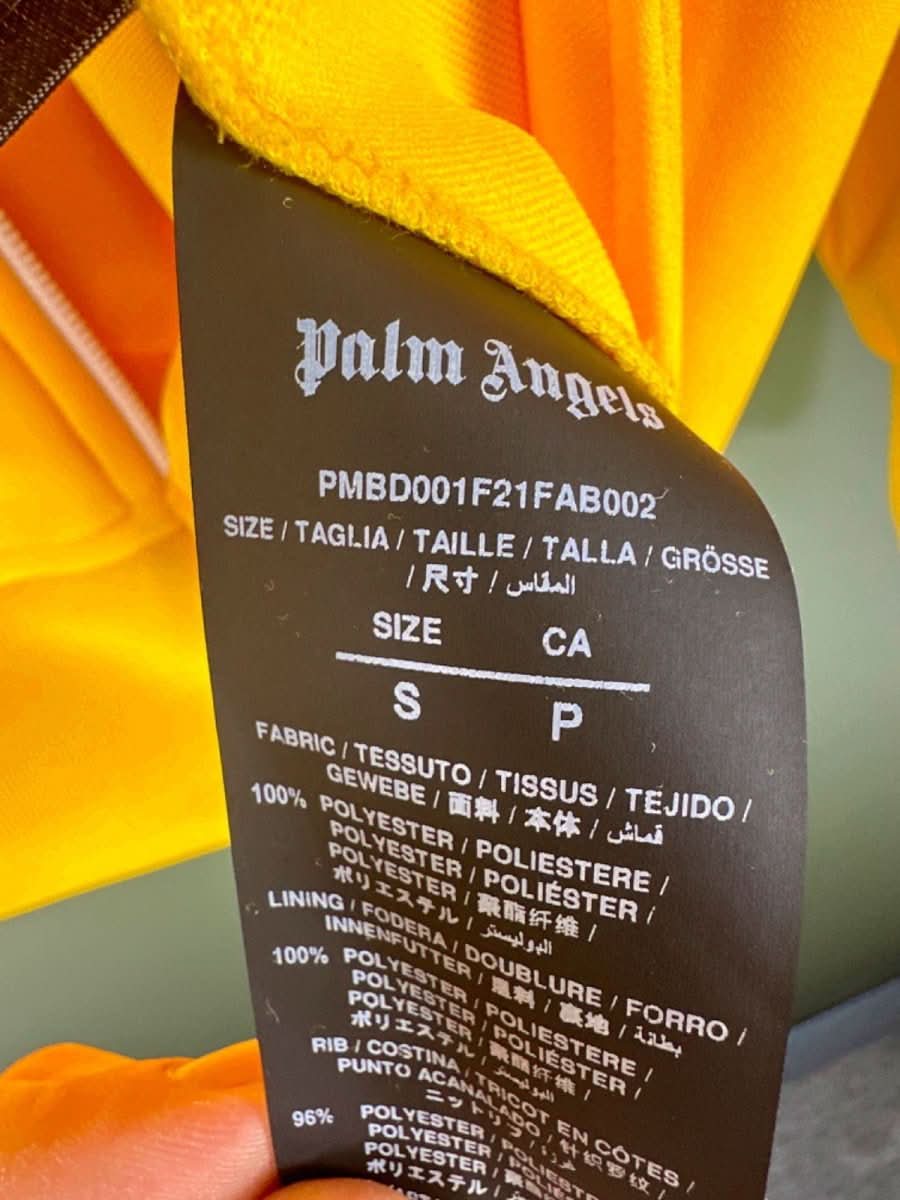 Palm Angels
PMBD001F21FAB002
SIZE / TAGLIA / TAILLE / TALLA / GRÖSSE
/ 尺寸 / المقاس
SIZE CA
S P
FABRIC / TESSUTO / TISSUS / TEJIDO /
GEWEBE / 面料 / 本体 / قماش
100% POLYESTER / POLIESTERE /
POLYESTER / POLIÉSTER /
POLYESTER / 聚酯纤维 /
ポリエステル / البوليستر
LINING / FODERA / DOUBLURE / FORRO /
INNENFUTTER / 里料 / 裏地 / بطانة
100% POLYESTER / POLIESTERE /
POLYESTER / POLIÉSTER /
POLYESTER / 聚酯纤维 /
ポリエステル / البوليستر
RIB / COSTINA / TRICOT EN CÔTES /
PUNTO ACANALADO / 针织罗纹 /
ニットリブ /
96% POLYESTER / POLIESTERE
POLYESTER / POLIÉSTER
POLYESTER
ポリエステル